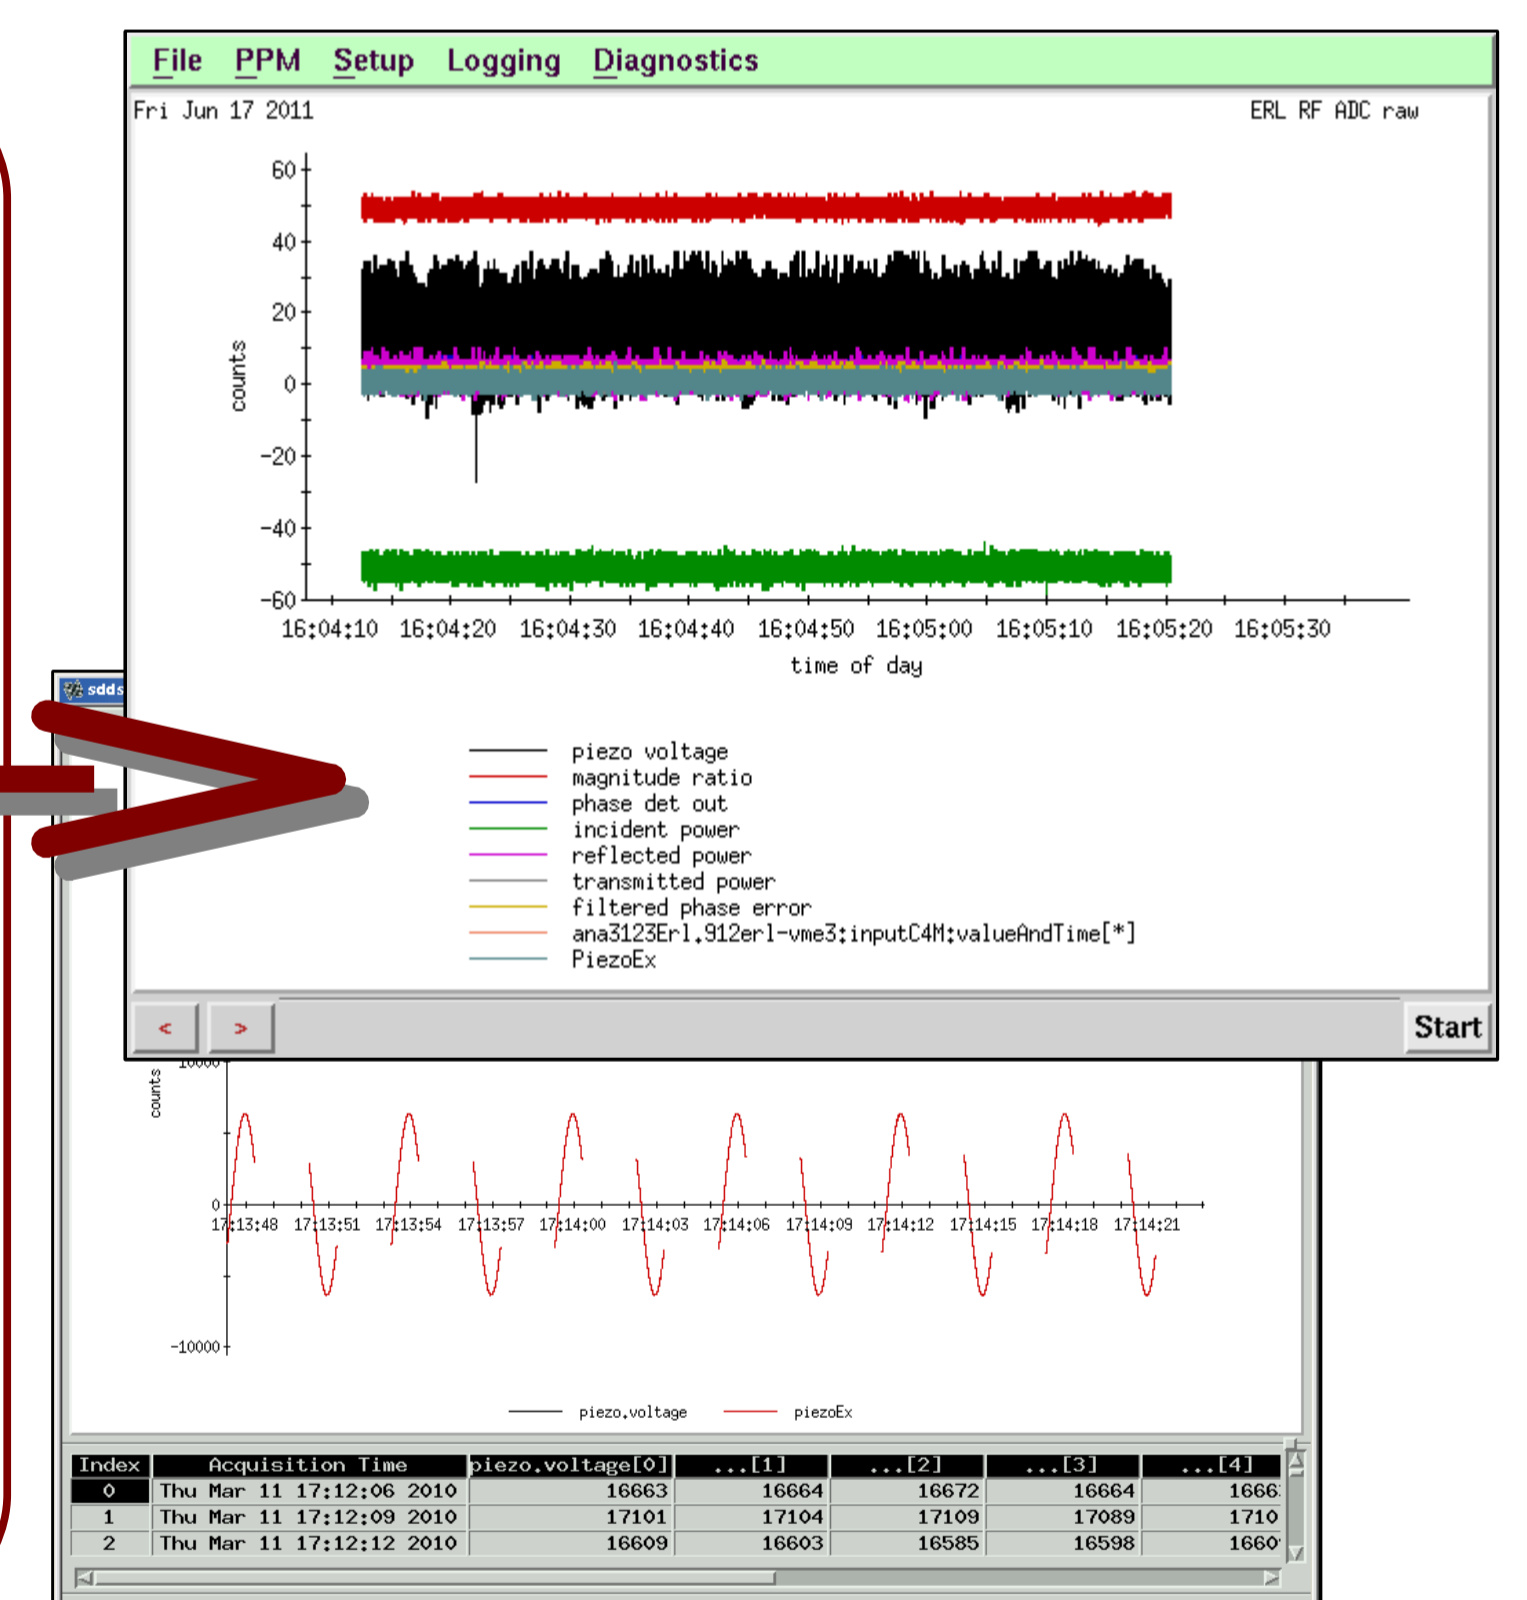 File PPM Setup Logging Diagnostics
Fri Jun 17 2011
ERL RF ADC raw
60
40
20
0
-20
-40
-60
counts
16:04:10 16:04:20 16:04:30 16:04:40 16:04:50 16:05:00 16:05:10 16:05:20 16:05:30
time of day
piezo voltage
magnitude ratio
phase det out
incident power
reflected power
transmitted power
filtered phase error
ana3123Erl.912erl-vme3:inputC4M:valueAndTime[*]
PiezoEx
< >
Start
sdds
10000
counts
0
17:13:48 17:13:51 17:13:54 17:13:57 17:14:00 17:14:03 17:14:06 17:14:09 17:14:12 17:14:15 17:14:18 17:14:21
-10000
piezo.voltage piezoEx
Index Acquisition Time piezo.voltage[0] ...[1] ...[2] ...[3] ...[4]
0 Thu Mar 11 17:12:06 2010 16663 16664 16672 16664 1666
1 Thu Mar 11 17:12:09 2010 17101 17104 17109 17089 1710
2 Thu Mar 11 17:12:12 2010 16609 16603 16585 16598 1660